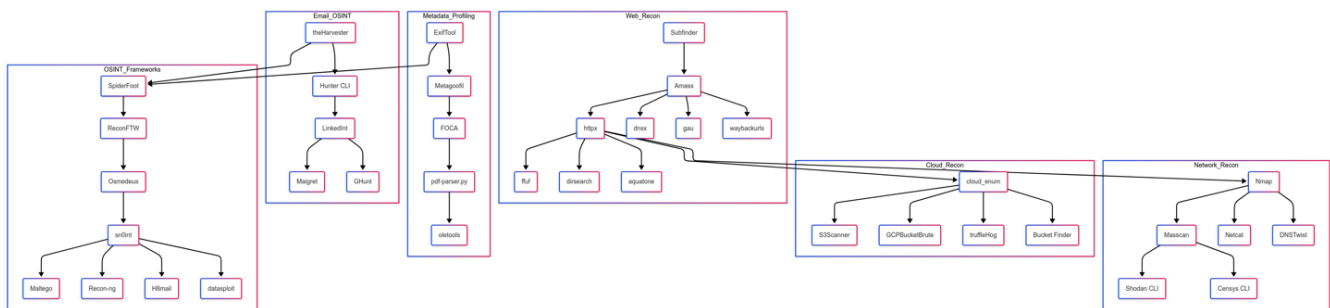 Email_OSINT
theHarvester
Hunter CLI
LinkedInt
Maigret
GHunt
Metadata_Profiling
ExifTool
Metagoofil
FOCA
pdf-parser.py
oletools
Web_Recon
Subfinder
Amass
httpx
dnsx
gau
waybackurls
ffuf
dirsearch
aquatone
OSINT_Frameworks
SpiderFoot
ReconFTW
Osmedeus
sn0int
Maltego
Recon-ng
H8mail
datasploit
Cloud_Recon
cloud_enum
S3Scanner
GCPBucketBrute
truffleHog
Bucket Finder
Network_Recon
Nmap
Masscan
Netcat
DNSTwist
Shodan CLI
Censys CLI